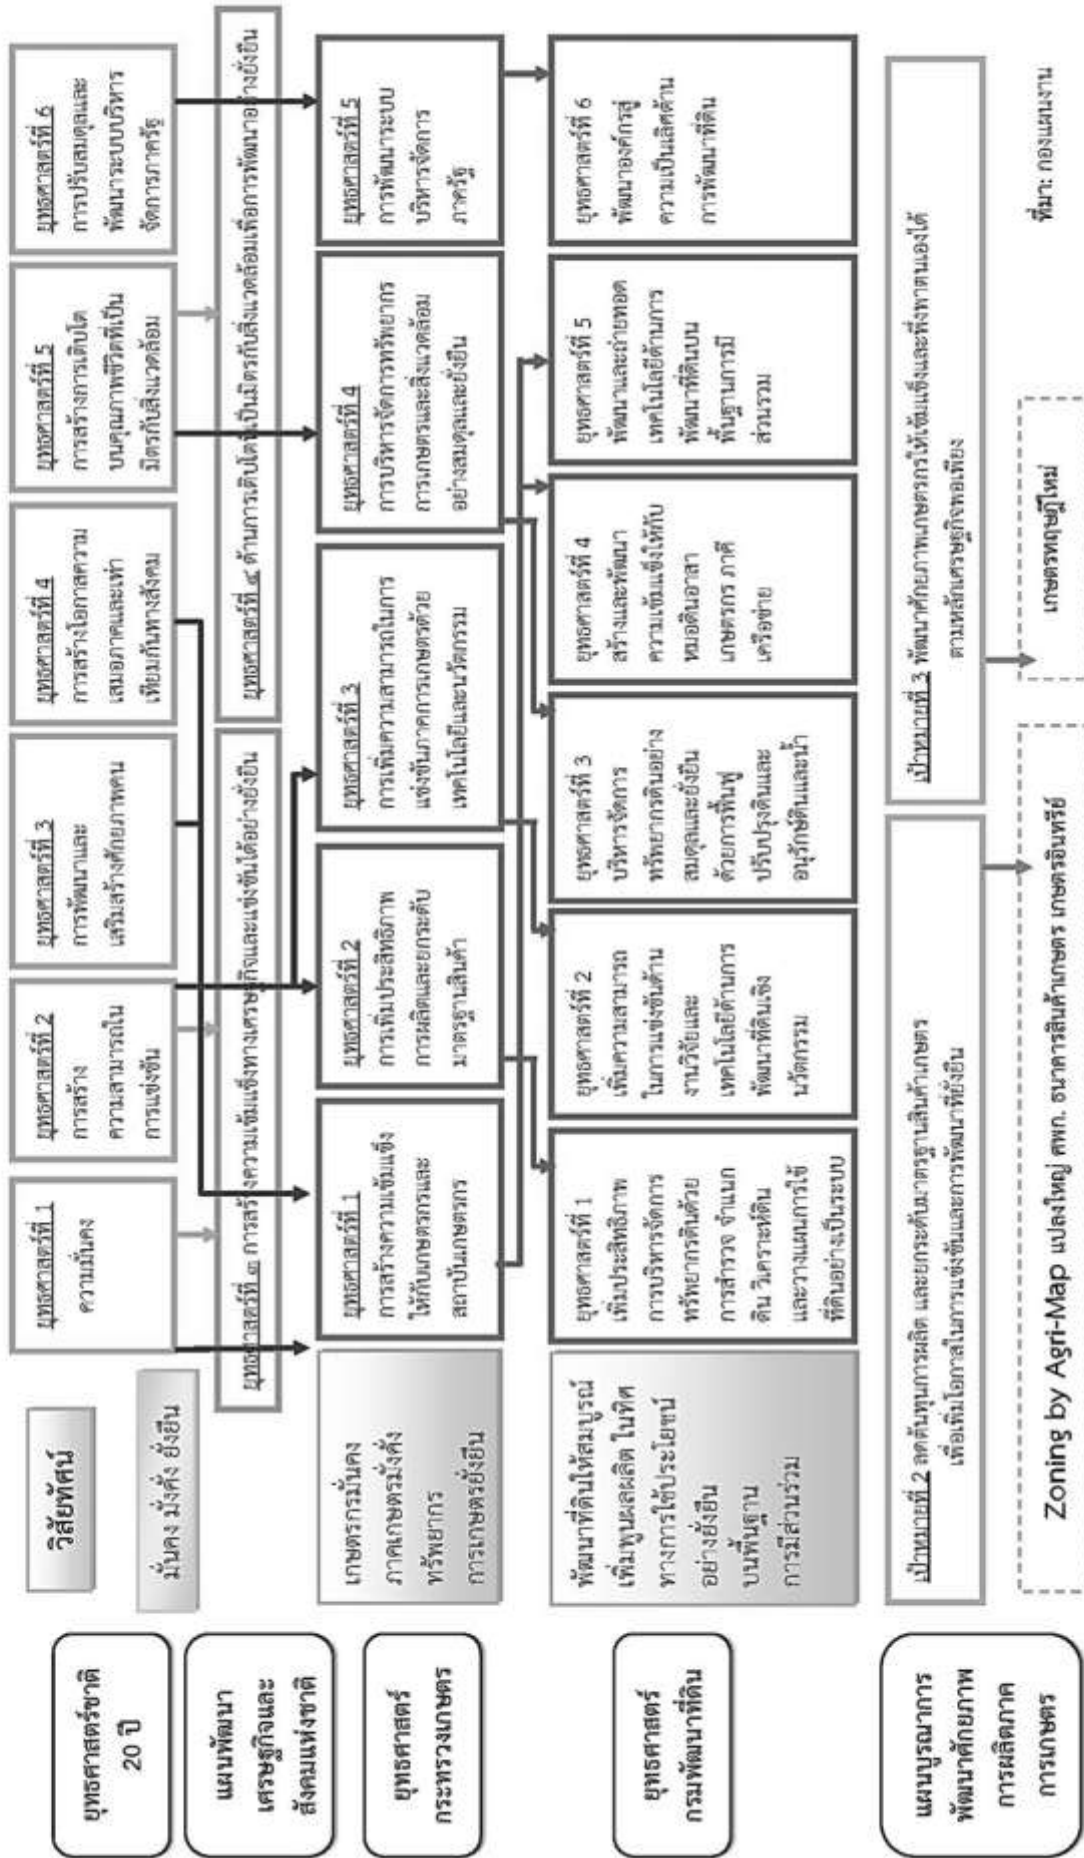 ยุทธศาสตร์ชาติ
20 ปี
วิสัยทัศน์
มั่นคง มั่งคั่ง ยั่งยืน
ยุทธศาสตร์ที่ 1
ความมั่นคง
ยุทธศาสตร์ที่ 2
การสร้าง
ความสามารถใน
การแข่งขัน
ยุทธศาสตร์ที่ 3
การพัฒนาและ
เสริมสร้างศักยภาพคน
ยุทธศาสตร์ที่ 4
การสร้างโอกาสความ
เสมอภาคและเท่า
เทียมกันทางสังคม
ยุทธศาสตร์ที่ 5
การสร้างการเติบโต
บนคุณภาพชีวิตที่เป็น
มิตรกับสิ่งแวดล้อม
ยุทธศาสตร์ที่ 6
การปรับสมดุลและ
พัฒนาระบบบริหาร
จัดการภาครัฐ
แผนพัฒนา
เศรษฐกิจและ
สังคมแห่งชาติ
ยุทธศาสตร์ที่ ๓ การสร้างความเข้มแข็งทางเศรษฐกิจและแข่งขันได้อย่างยั่งยืน
ยุทธศาสตร์ที่ ๔ ด้านการเติบโตที่เป็นมิตรกับสิ่งแวดล้อมเพื่อการพัฒนาอย่างยั่งยืน
ยุทธศาสตร์
กระทรวงเกษตร
เกษตรกรมั่นคง
ภาคเกษตรมั่งคั่ง
ทรัพยากร
การเกษตรยั่งยืน
ยุทธศาสตร์ที่ 1
การสร้างความเข้มแข็ง
ให้กับเกษตรกรและ
สถาบันเกษตรกร
ยุทธศาสตร์ที่ 2
การเพิ่มประสิทธิภาพ
การผลิตและยกระดับ
มาตรฐานสินค้า
ยุทธศาสตร์ที่ 3
การเพิ่มความสามารถในการ
แข่งขันภาคการเกษตรด้วย
เทคโนโลยีและนวัตกรรม
ยุทธศาสตร์ที่ 4
การบริหารจัดการทรัพยากร
การเกษตรและสิ่งแวดล้อม
อย่างสมดุลและยั่งยืน
ยุทธศาสตร์ที่ 5
การพัฒนาระบบ
บริหารจัดการ
ภาครัฐ
ยุทธศาสตร์
กรมพัฒนาที่ดิน
พัฒนาที่ดินให้สมบูรณ์
เพิ่มพูนผลผลิต ในทิศ
ทางการใช้ประโยชน์
อย่างยั่งยืน
บนพื้นฐาน
การมีส่วนร่วม
ยุทธศาสตร์ที่ 1
เพิ่มประสิทธิภาพ
การบริหารจัดการ
ทรัพยากรดินด้วย
การสำรวจ จำแนก
ดิน วิเคราะห์ดิน
และวางแผนการใช้
ที่ดินอย่างเป็นระบบ
ยุทธศาสตร์ที่ 2
เพิ่มความสามารถ
ในการแข่งขันด้าน
งานวิจัยและ
เทคโนโลยีด้านการ
พัฒนาที่ดินเชิง
นวัตกรรม
ยุทธศาสตร์ที่ 3
บริหารจัดการ
ทรัพยากรดินอย่าง
สมดุลและยั่งยืน
ด้วยการฟื้นฟู
ปรับปรุงดินและ
อนุรักษ์ดินและน้ำ
ยุทธศาสตร์ที่ 4
สร้างและพัฒนา
ความเข้มแข็งให้กับ
หมอดินอาสา
เกษตรกร ภาคี
เครือข่าย
ยุทธศาสตร์ที่ 5
พัฒนาและถ่ายทอด
เทคโนโลยีด้านการ
พัฒนาที่ดินบน
พื้นฐานการมี
ส่วนรวม
ยุทธศาสตร์ที่ 6
พัฒนาองค์กรสู่
ความเป็นเลิศด้าน
การพัฒนาที่ดิน
แผนบูรณาการ
พัฒนาศักยภาพ
การผลิตภาค
การเกษตร
เป้าหมายที่ 2 ลดต้นทุนการผลิต และยกระดับมาตรฐานสินค้าเกษตร
เพื่อเพิ่มโอกาสในการแข่งขันและการพัฒนาที่ยั่งยืน
เป้าหมายที่ 3 พัฒนาศักยภาพเกษตรกรให้เข้มแข็งและพึ่งพาตนเองได้
ตามหลักเศรษฐกิจพอเพียง
Zoning by Agri-Map แปลงใหญ่ ศพก. ธนาคารสินค้าเกษตร เกษตรอินทรีย์
เกษตรทฤษฎีใหม่
ที่มา: กองแผนงาน